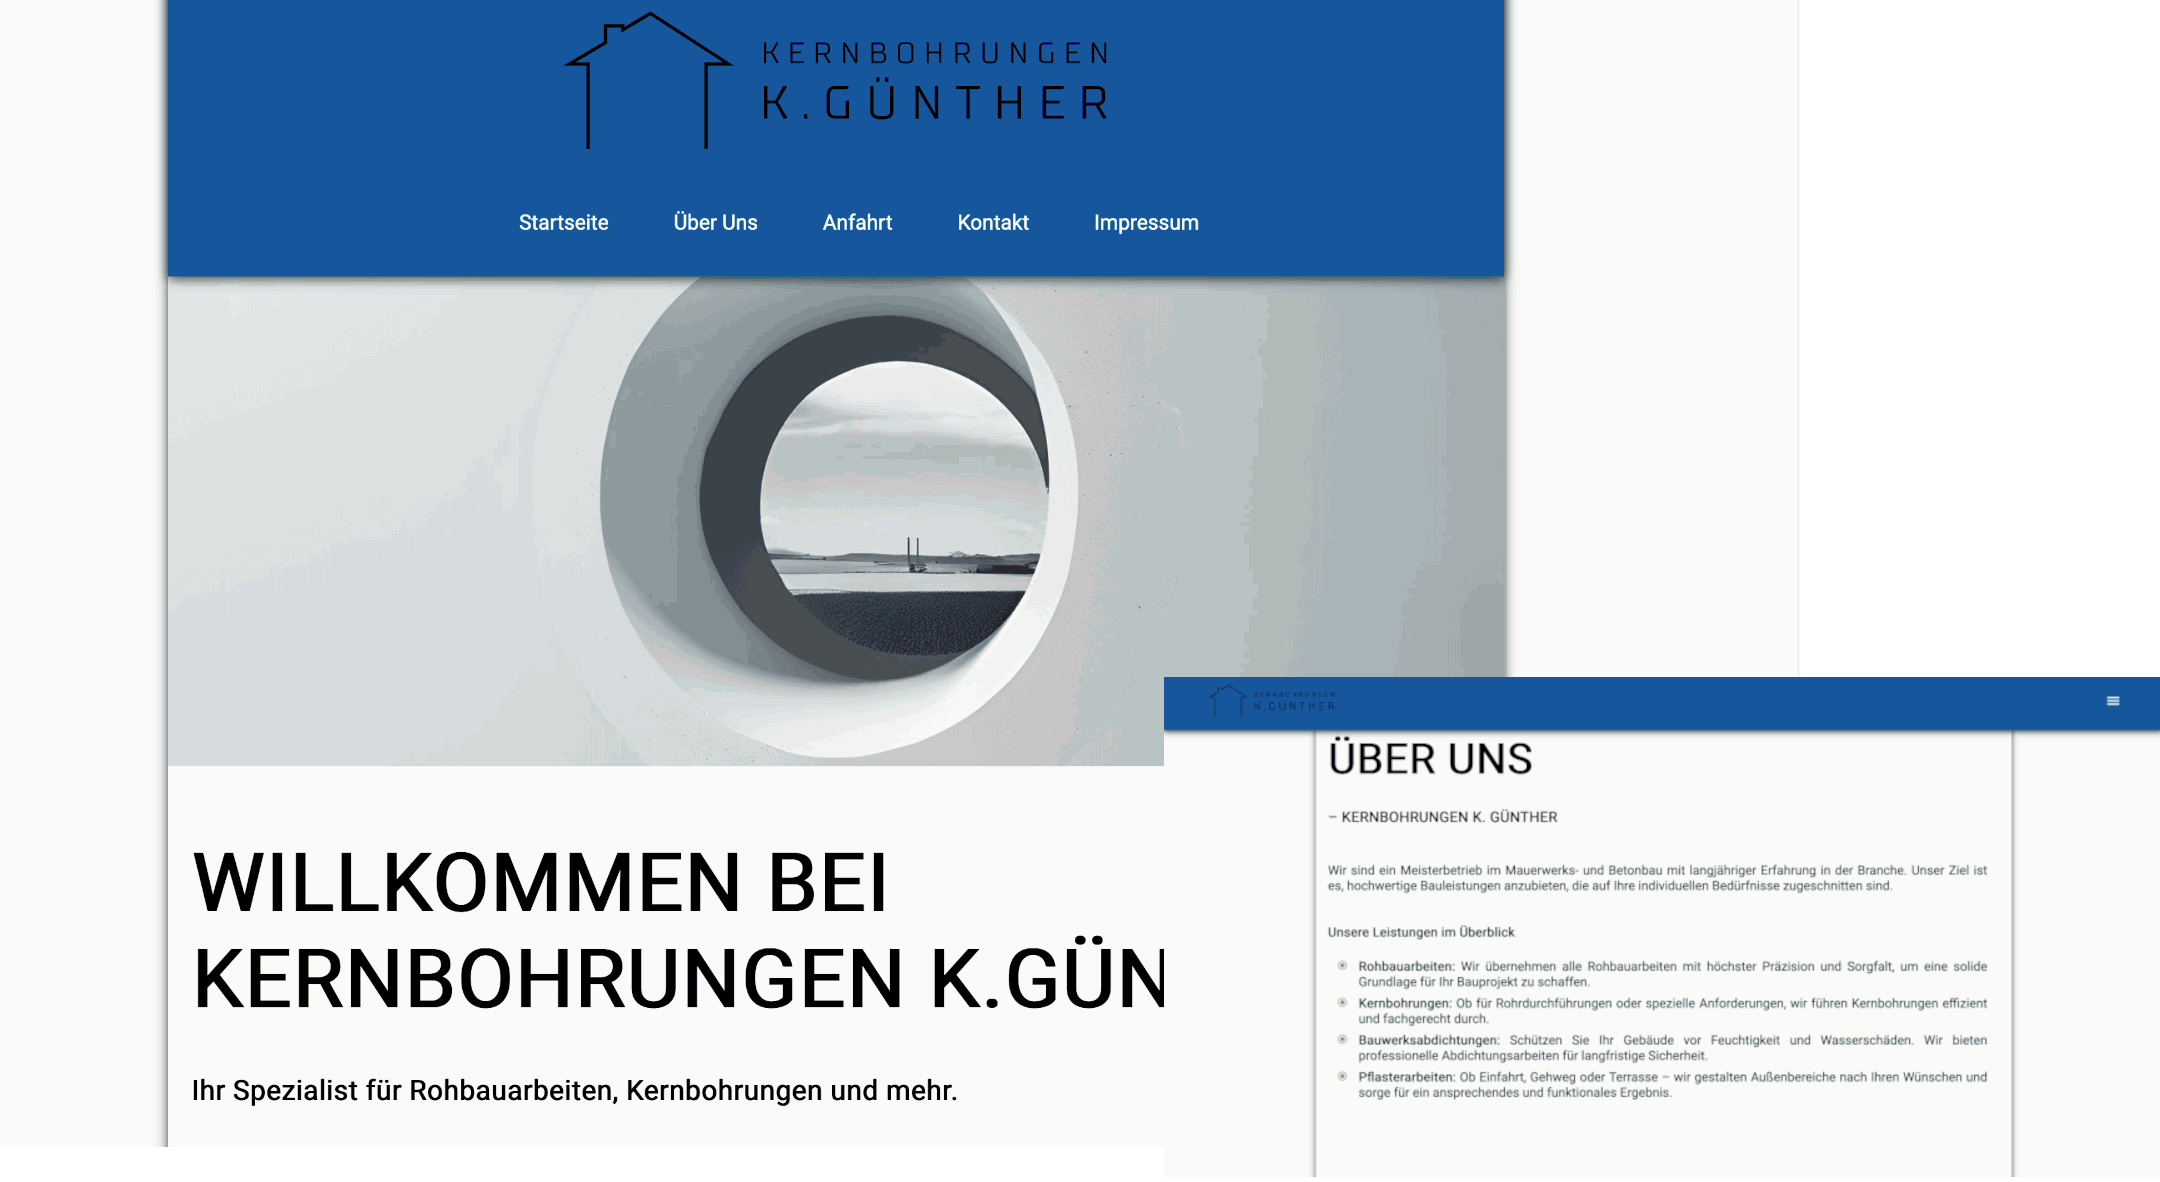 KERNBOHRUNGEN
K.GÜNTHER
Startseite Über Uns Anfahrt Kontakt Impressum
WILLKOMMEN BEI
KERNBOHRUNGEN K.GÜN
Ihr Spezialist für Rohbauarbeiten, Kernbohrungen und mehr.
KERNBOHRUNGEN
K.GÜNTHER
ÜBER UNS
– KERNBOHRUNGEN K. GÜNTHER
Wir sind ein Meisterbetrieb im Mauerwerks- und Betonbau mit langjähriger Erfahrung in der Branche. Unser Ziel ist
es, hochwertige Bauleistungen anzubieten, die auf Ihre individuellen Bedürfnisse zugeschnitten sind.
Unsere Leistungen im Überblick
Rohbauarbeiten: Wir übernehmen alle Rohbauarbeiten mit höchster Präzision und Sorgfalt, um eine solide
Grundlage für Ihr Bauprojekt zu schaffen.
Kernbohrungen: Ob für Rohrdurchführungen oder spezielle Anforderungen, wir führen Kernbohrungen effizient
und fachgerecht durch.
Bauwerksabdichtungen: Schützen Sie Ihr Gebäude vor Feuchtigkeit und Wasserschäden. Wir bieten
professionelle Abdichtungsarbeiten für langfristige Sicherheit.
Pflasterarbeiten: Ob Einfahrt, Gehweg oder Terrasse – wir gestalten Außenbereiche nach Ihren Wünschen und
sorge für ein ansprechendes und funktionales Ergebnis.